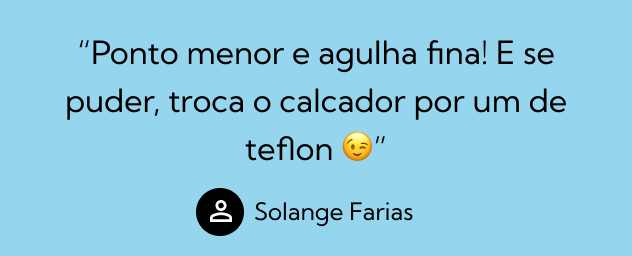 “Ponto menor e agulha fina! E se
puder, troca o calcador por um de
teflon 😉”
Solange Farias